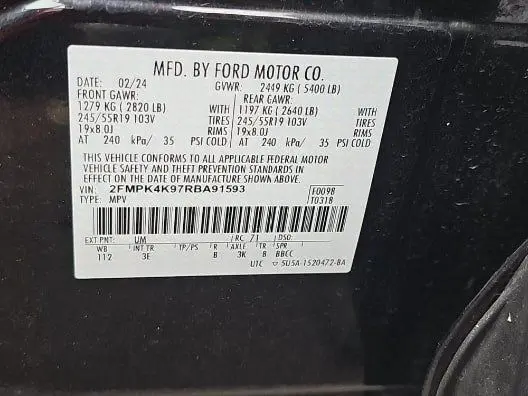 MFD. BY FORD MOTOR CO.
DATE: 02/24 GVWR: 2449 KG ( 5400 LB)
FRONT GAWR: REAR GAWR:
1279 KG ( 2820 LB) WITH 1197 KG ( 2640 LB) WITH
245/55R19 103V TIRES 245/55R19 103V TIRES
19x8.0J RIMS 19x8.0J RIMS
AT 240 kPa/ 35 PSI COLD AT 240 kPa/ 35 PSI COLD
THIS VEHICLE CONFORMS TO ALL APPLICABLE FEDERAL MOTOR
VEHICLE SAFETY AND THEFT PREVENTION STANDARDS IN
EFFECT ON THE DATE OF MANUFACTURE SHOWN ABOVE.
VIN: 2FMPK4K97RBA91593 F0098
TYPE: MPV T0318
EXT PNT: UM RC: 71 DSO:
WB INT TR TP/PS R AXLE TR SPR
112 3E B 3K B BBCC
UTC 5U5A-1520472-BA